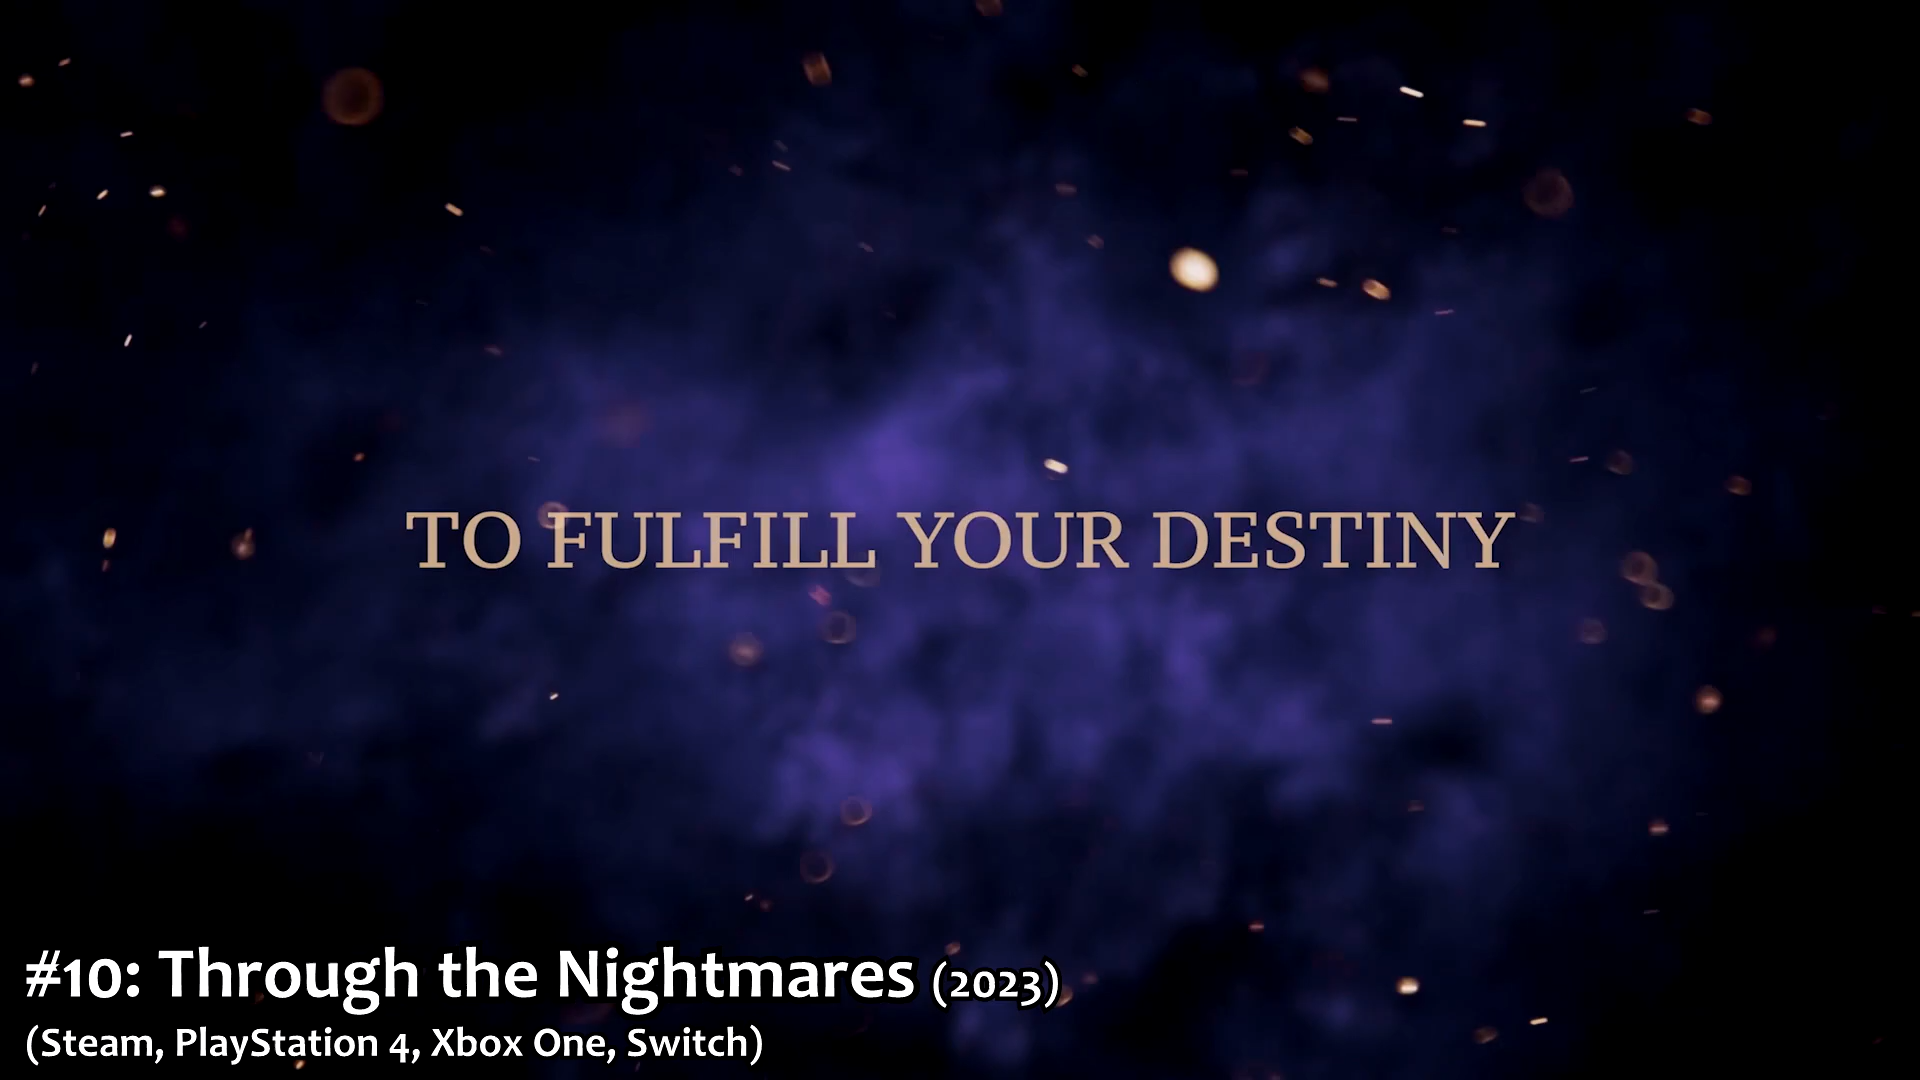 TO FULFILL YOUR DESTINY
#10: Through the Nightmares (2023)
(Steam, PlayStation 4, Xbox One, Switch)